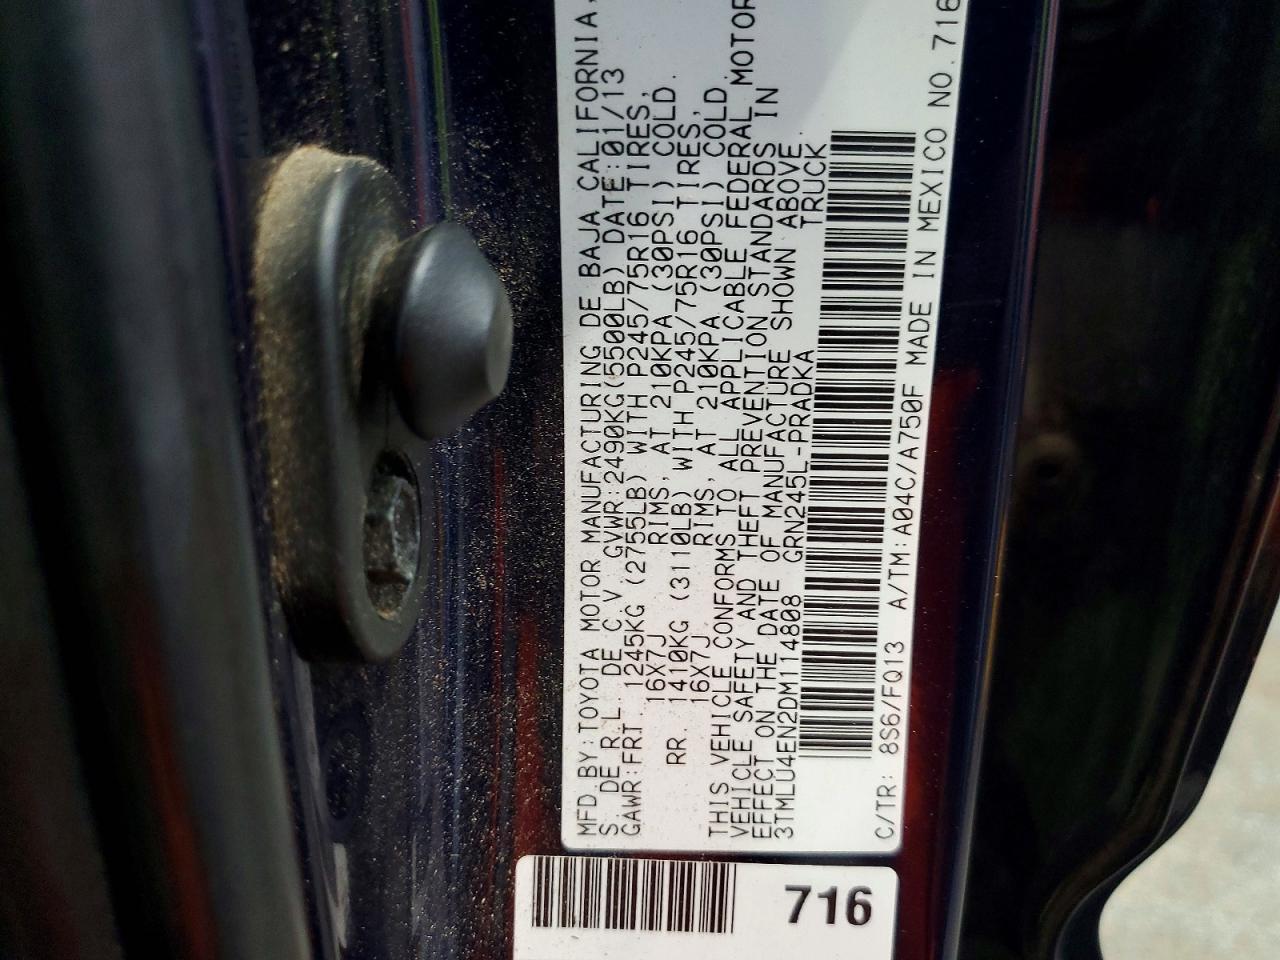 MFD.BY:TOYOTA MOTOR MANUFACTURING DE BAJA CALIFORNIA,
S. DE R.L. DE C.V. GVWR:2490KG(5500LB) DATE:01/13
GAWR:FRT. 1245KG (2755LB) WITH P245/75R16 TIRES,
16X7J RIMS, AT 210KPA (30PSI) COLD.
RR. 1410KG (3110LB) WITH P245/75R16 TIRES,
16X7J RIMS, AT 210KPA (30PSI) COLD.
THIS VEHICLE CONFORMS TO ALL APPLICABLE FEDERAL MOTOR
VEHICLE SAFETY AND THEFT PREVENTION STANDARDS IN
EFFECT ON THE DATE OF MANUFACTURE SHOWN ABOVE.
3TMLU4EN2DM114808 GRN245L-PRADKA TRUCK
C/TR: 8S6/FQ13 A/TM:A04C/A750F MADE IN MEXICO NO.716
716